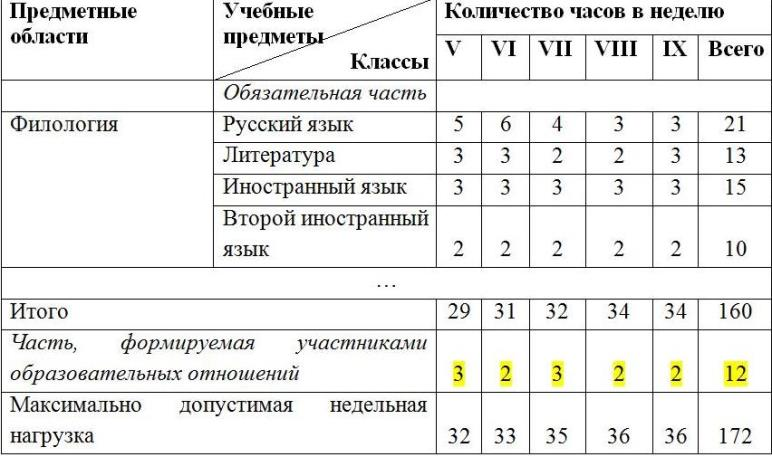 Предметные области Учебные предметы Классы Количество часов в неделю
V VI VII VIII IX Всего
Обязательная часть
Филология Русский язык 5 6 4 3 3 21
Литература 3 3 2 2 3 13
Иностранный язык 3 3 3 3 3 15
Второй иностранный
язык 2 2 2 2 2 10
…
Итого 29 31 32 34 34 160
Часть, формируемая участниками
образовательных отношений 3 2 3 2 2 12
Максимально допустимая недельная
нагрузка 32 33 35 36 36 172